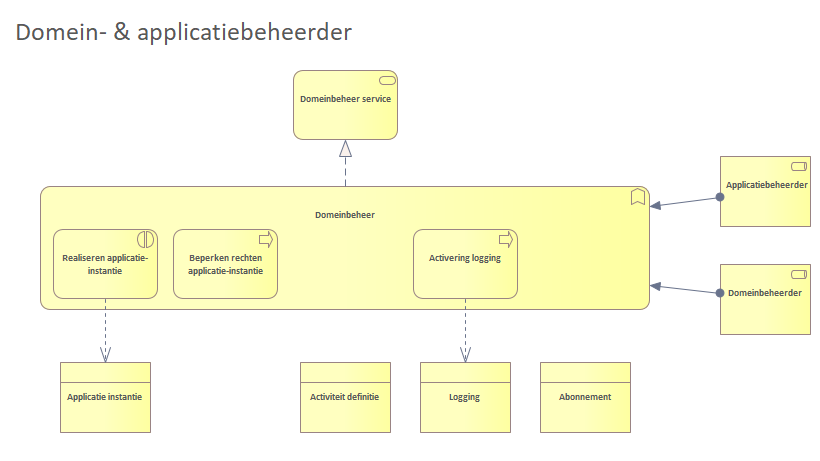 Domein- & applicatiebeheerder
Domeinbeheer service
Applicatiebeheerder
Domeinbeheer
Realiseren applicatie-
instantie
Beperken rechten
applicatie-instantie
Activering logging
Domeinbeheerder
Applicatie instantie
Activiteit definitie
Logging
Abonnement